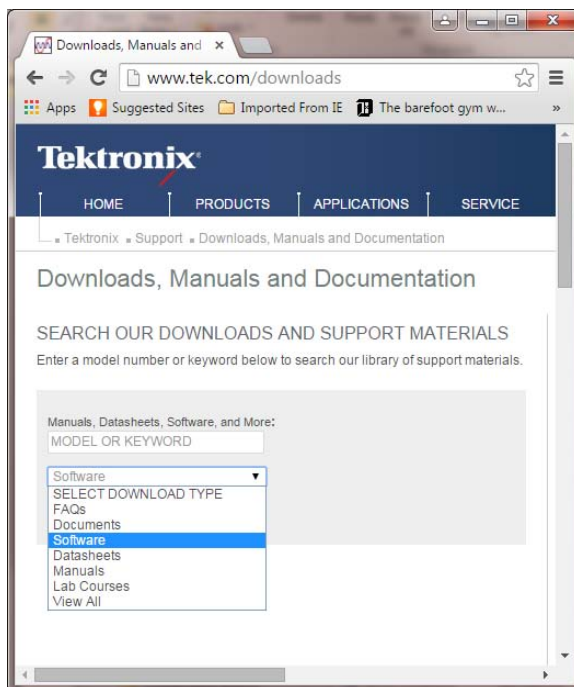 Downloads, Manuals and
www.tek.com/downloads
Apps Suggested Sites Imported From IE The barefoot gym w... »
Tektronix
HOME PRODUCTS APPLICATIONS SERVICE
Tektronix Support Downloads, Manuals and Documentation
Downloads, Manuals and Documentation
SEARCH OUR DOWNLOADS AND SUPPORT MATERIALS
Enter a model number or keyword below to search our library of support materials.
Manuals, Datasheets, Software, and More:
MODEL OR KEYWORD
Software
SELECT DOWNLOAD TYPE
FAQs
Documents
Software
Datasheets
Manuals
Lab Courses
View All